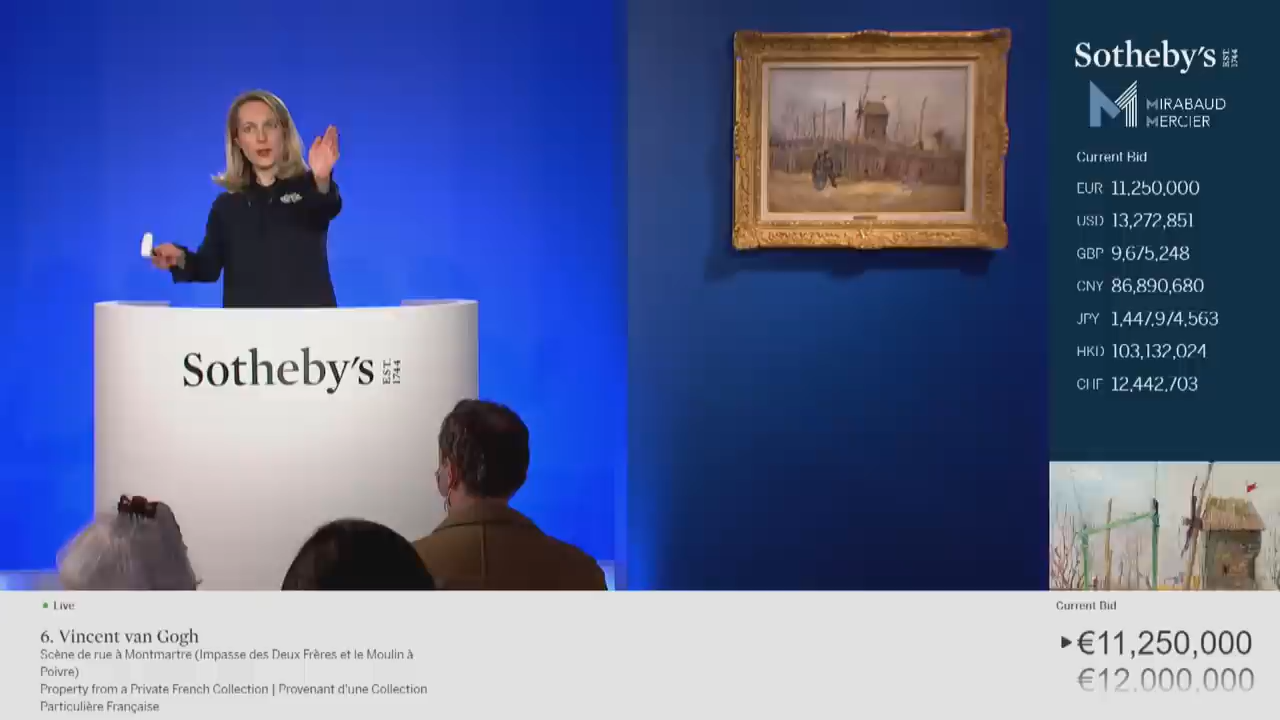 Sotheby's EST. 1744
Sotheby's EST. 1744
MIRABAUD
MERCIER
Current Bid
EUR 11,250,000
USD 13,272,851
GBP 9,675,248
CNY 86,890,680
JPY 1,447,974,563
HKD 103,132,024
CHF 12,442,703
Live
6. Vincent van Gogh
Scène de rue à Montmartre (Impasse des Deux Frères et le Moulin à
Poivre)
Property from a Private French Collection | Provenant d'une Collection
Particulière Française
Current Bid
€11,250,000
€12,000,000